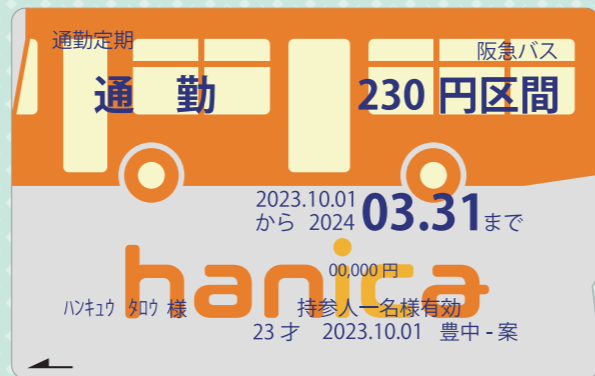 通勤定期
阪急バス
通 勤 230 円区間
2023.10.01
から 2024 03.31まで
00,000 円
hanica
ﾊﾝｷｭｳ ﾀﾛｳ 様 持参人一名様有効
23 才 2023.10.01 豊中 - 案